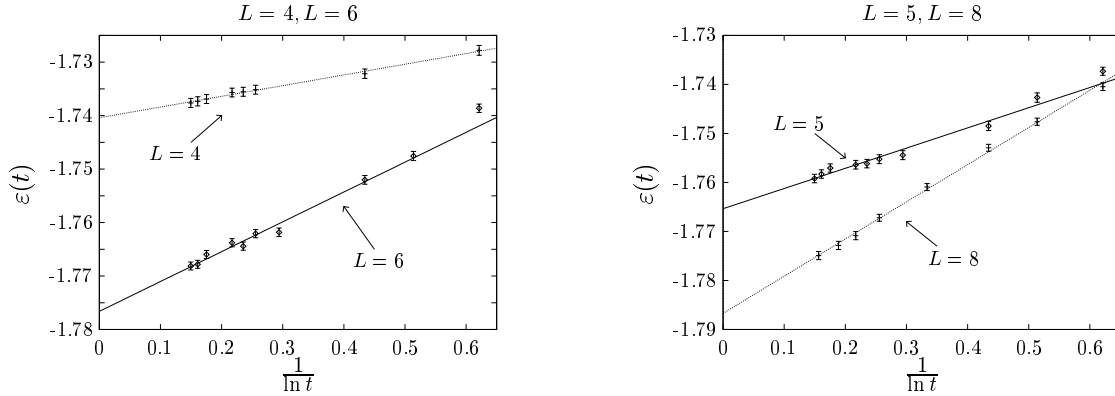 L = 4, L = 6
-1.73
-1.74
-1.75
-1.76
-1.77
-1.78
ε(t)
L = 4
L = 6
0 0.1 0.2 0.3 0.4 0.5 0.6
1
ln t
L = 5, L = 8
-1.73
-1.74
-1.75
-1.76
-1.77
-1.78
-1.79
ε(t)
L = 5
L = 8
0 0.1 0.2 0.3 0.4 0.5 0.6
1
ln t